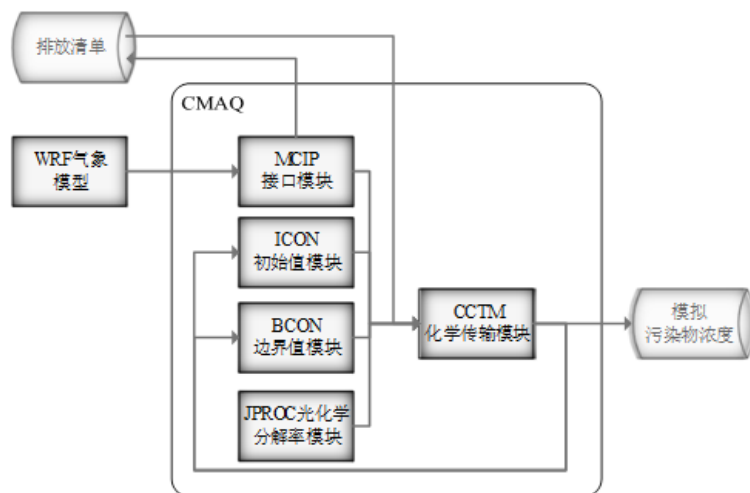 排放清单
CMAQ
WRF气象
模型
MCIP
接口模块
ICON
初始值模块
BCON
边界值模块
JPROC光化学
分解率模块
CCTM
化学传输模块
模拟
污染物浓度